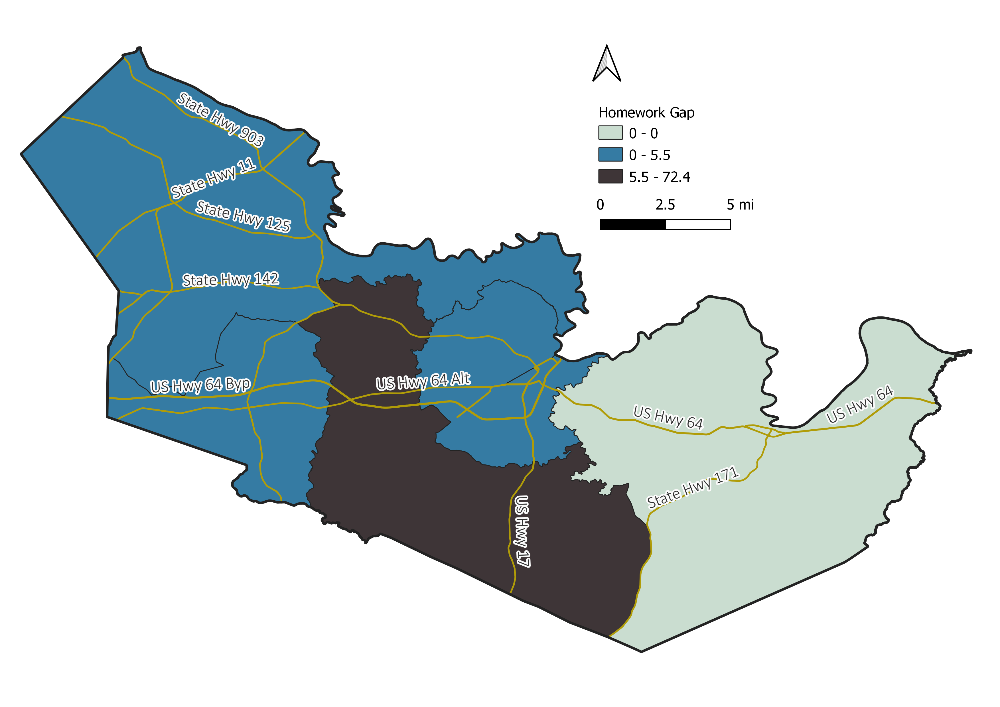 State Hwy 903
Homework Gap
0 - 0
0 - 5.5
5.5 - 72.4
0 2.5 5 mi
State Hwy 11
State Hwy 125
State Hwy 142
US Hwy 64 Byp
US Hwy 64 Alt
US Hwy 64
US Hwy 64
State Hwy 171
US Hwy 17